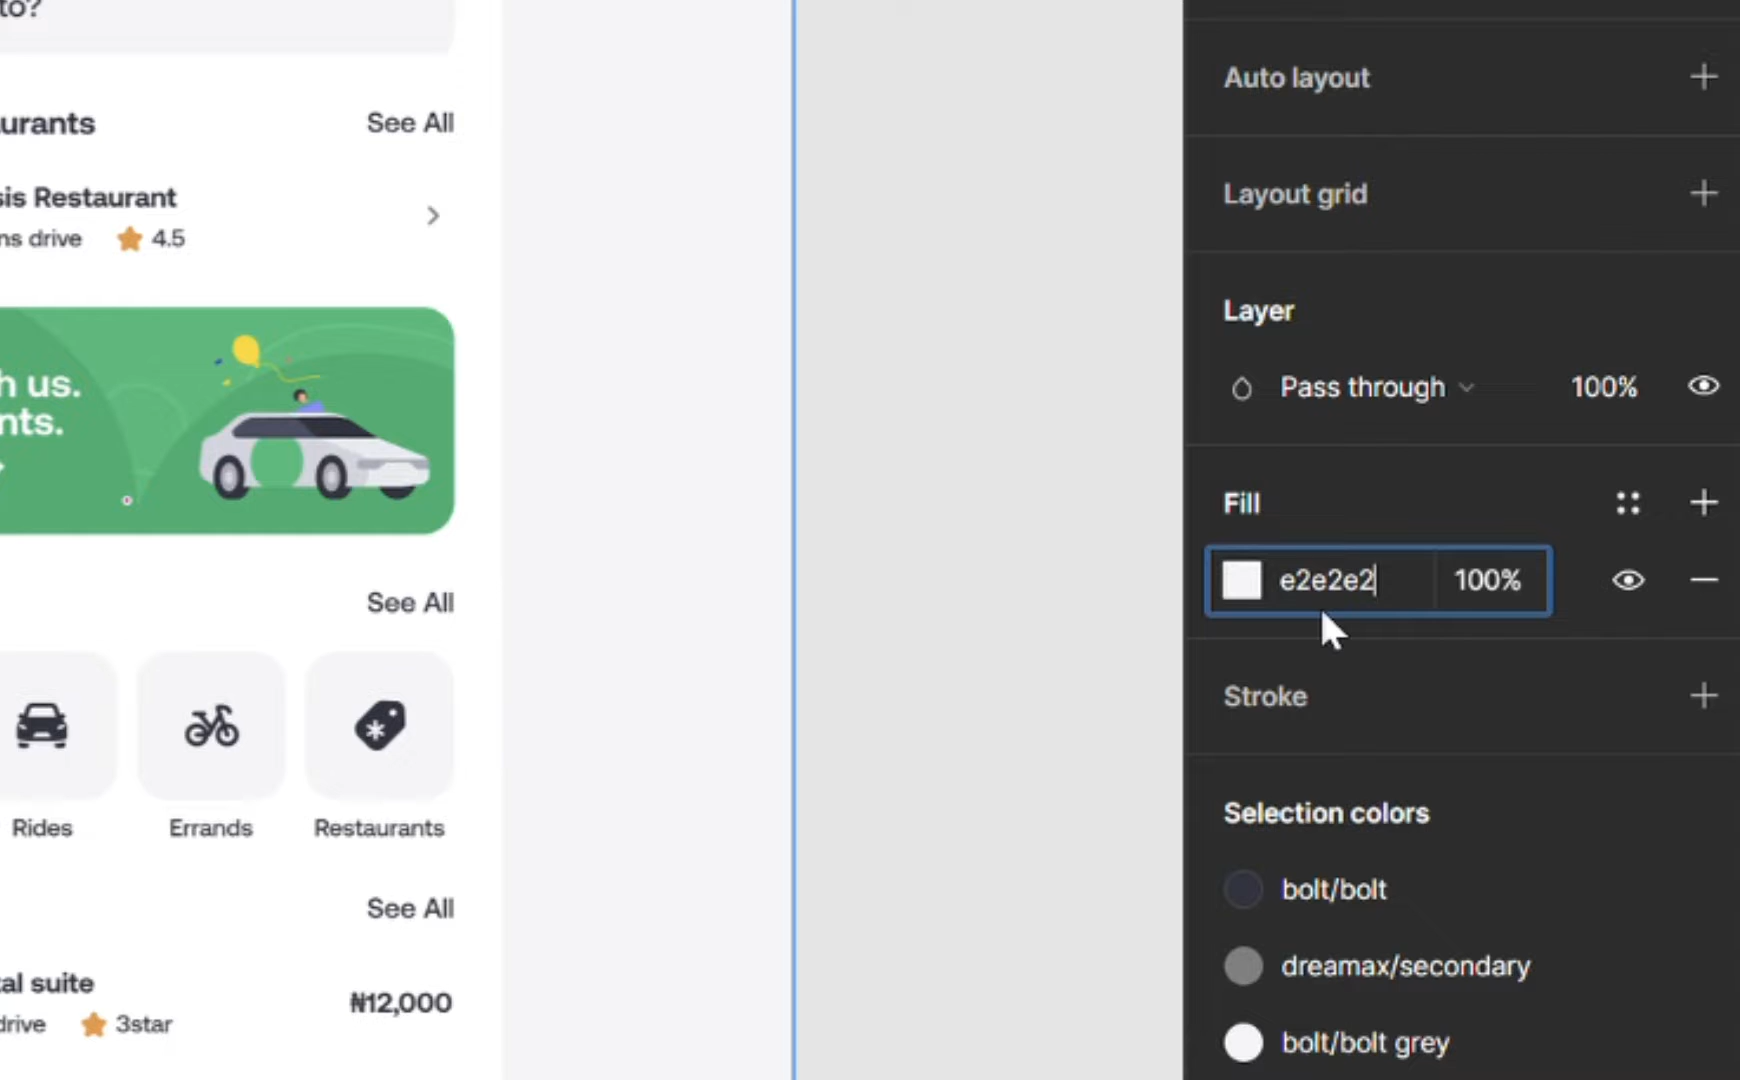 to?
urants
See All
sis Restaurant
ns drive
4.5
h us.
nts.
See All
Rides
Errands
Restaurants
See All
tal suite
drive
3star
₦12,000
Auto layout
Layout grid
Layer
Pass through
100%
Fill
e2e2e2
100%
Stroke
Selection colors
bolt/bolt
dreamax/secondary
bolt/bolt grey